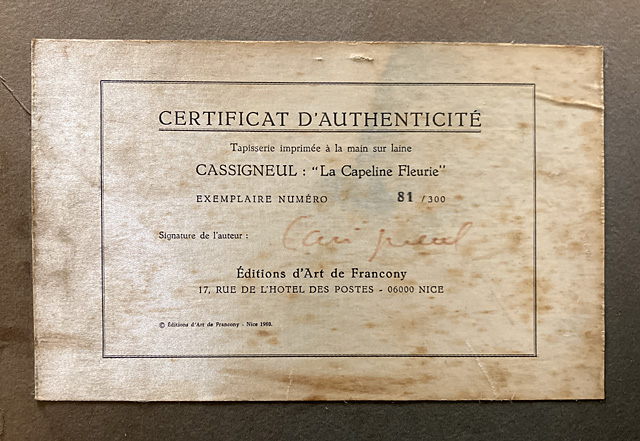 CERTIFICAT D'AUTHENTICITÉ
Tapisserie imprimée à la main sur laine
CASSIGNEUL : "La Capeline Fleurie"
EXEMPLAIRE NUMÉRO 81 / 300
Signature de l'auteur : Cassigneul
Éditions d'Art de Francony
17, RUE DE L'HOTEL DES POSTES - 06000 NICE
© Éditions d'Art de Francony - Nice 1980.